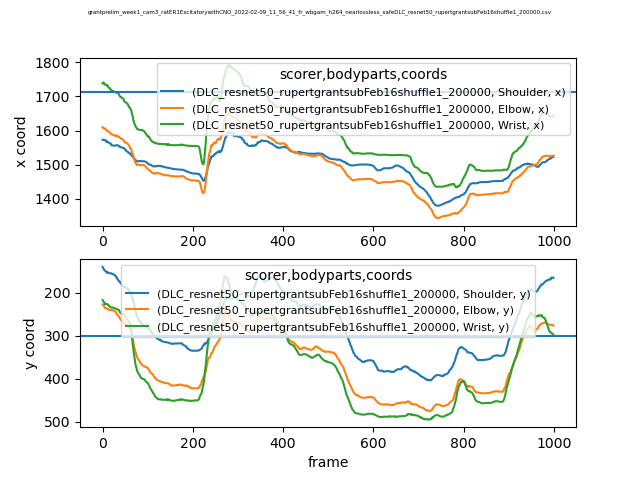 grantprelim_week1_cam3_ratER1ExcitatorywithCNO_2022-02-09_11_56_41_fr_wbgam_h264_nearlossless_safeDLC_resnet50_rupertgrantsubFeb16shuffle1_200000.csv
1800
1700
1600
1500
1400
x coord
scorer,bodyparts,coords
(DLC_resnet50_rupertgrantsubFeb16shuffle1_200000, Shoulder, x)
(DLC_resnet50_rupertgrantsubFeb16shuffle1_200000, Elbow, x)
(DLC_resnet50_rupertgrantsubFeb16shuffle1_200000, Wrist, x)
0 200 400 600 800 1000
200
300
400
500
y coord
scorer,bodyparts,coords
(DLC_resnet50_rupertgrantsubFeb16shuffle1_200000, Shoulder, y)
(DLC_resnet50_rupertgrantsubFeb16shuffle1_200000, Elbow, y)
(DLC_resnet50_rupertgrantsubFeb16shuffle1_200000, Wrist, y)
0 200 400 600 800 1000
frame